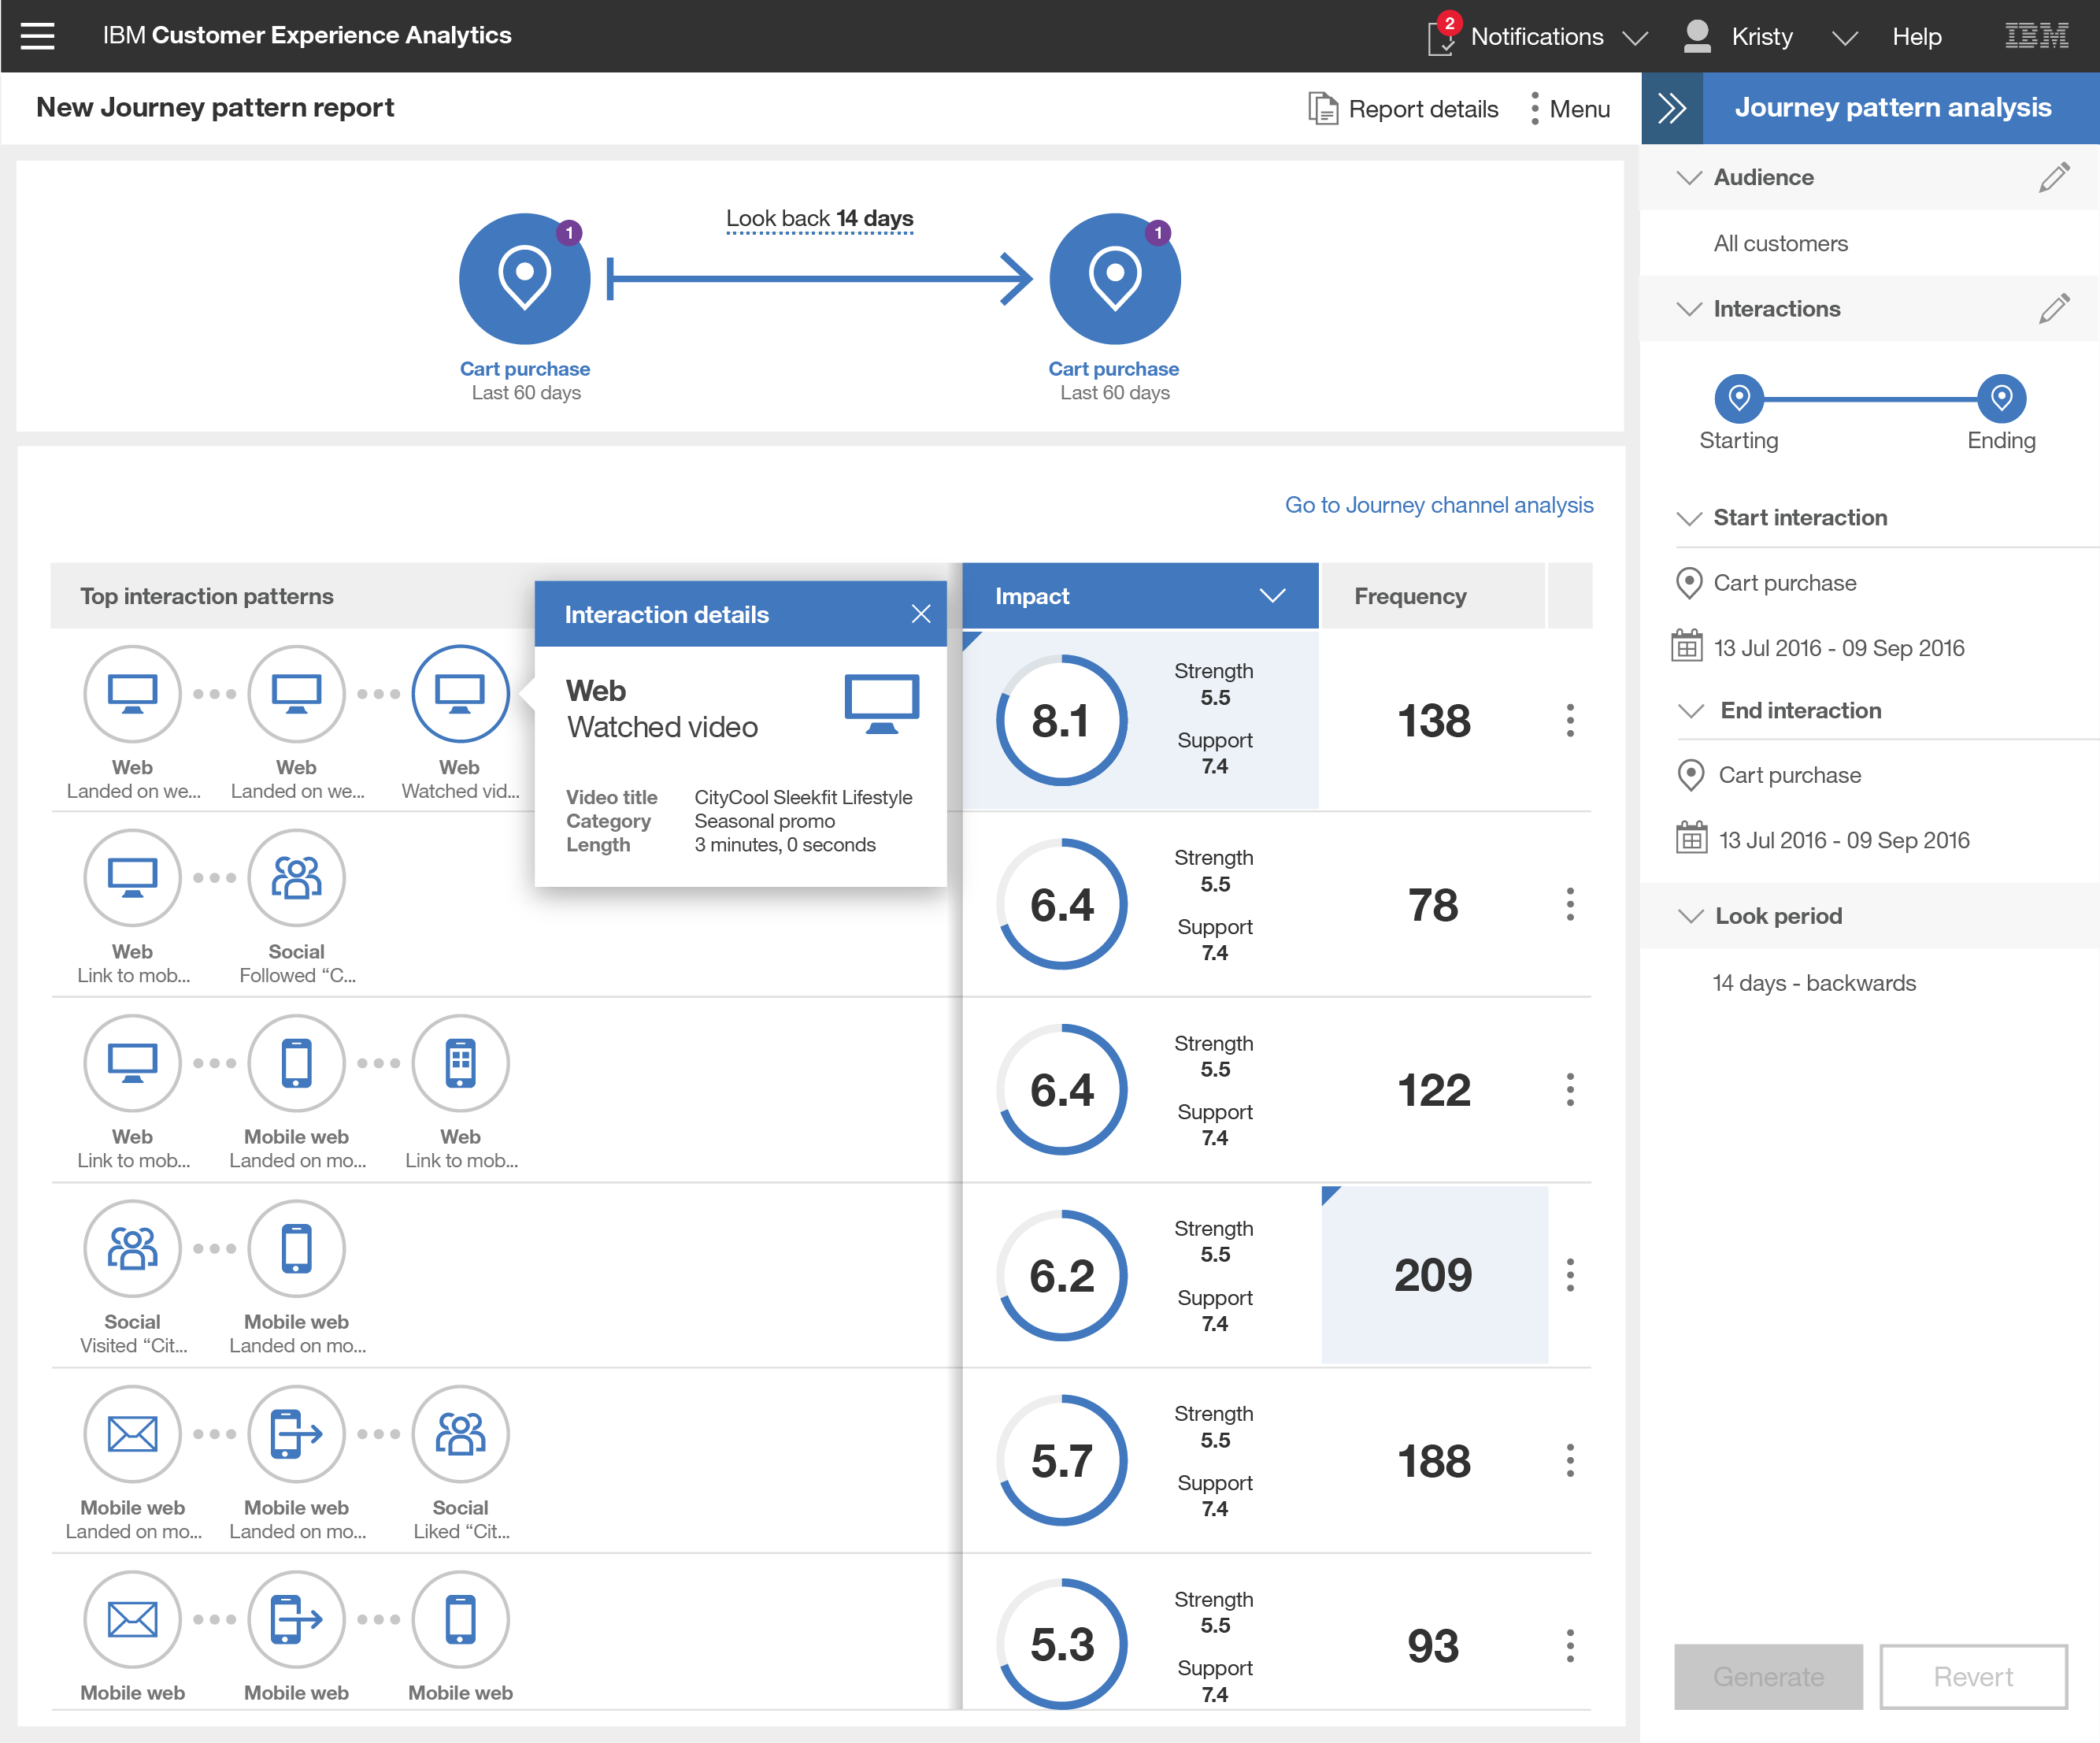 IBM Customer Experience Analytics
2
Notifications
Kristy
Help
IBM
New Journey pattern report
Report details
Menu
Journey pattern analysis
1
Look back 14 days
1
Cart purchase
Last 60 days
Cart purchase
Last 60 days
Go to Journey channel analysis
Top interaction patterns
Impact
Frequency
Interaction details
Web
Watched video
Video title CityCool Sleekfit Lifestyle
Category Seasonal promo
Length 3 minutes, 0 seconds
Web
Landed on we...
Web
Landed on we...
Web
Watched vid...
8.1
Strength
5.5
Support
7.4
138
Web
Link to mob...
Social
Followed “C...
6.4
Strength
5.5
Support
7.4
78
Web
Link to mob...
Mobile web
Landed on mo...
Web
Link to mob...
6.4
Strength
5.5
Support
7.4
122
Social
Visited “Cit...
Mobile web
Landed on mo...
6.2
Strength
5.5
Support
7.4
209
Mobile web
Landed on mo...
Mobile web
Landed on mo...
Social
Liked “Cit...
5.7
Strength
5.5
Support
7.4
188
Mobile web
Mobile web
Mobile web
5.3
Strength
5.5
Support
7.4
93
Audience
All customers
Interactions
Starting
Ending
Start interaction
Cart purchase
13 Jul 2016 - 09 Sep 2016
End interaction
Cart purchase
13 Jul 2016 - 09 Sep 2016
Look period
14 days - backwards
Generate
Revert